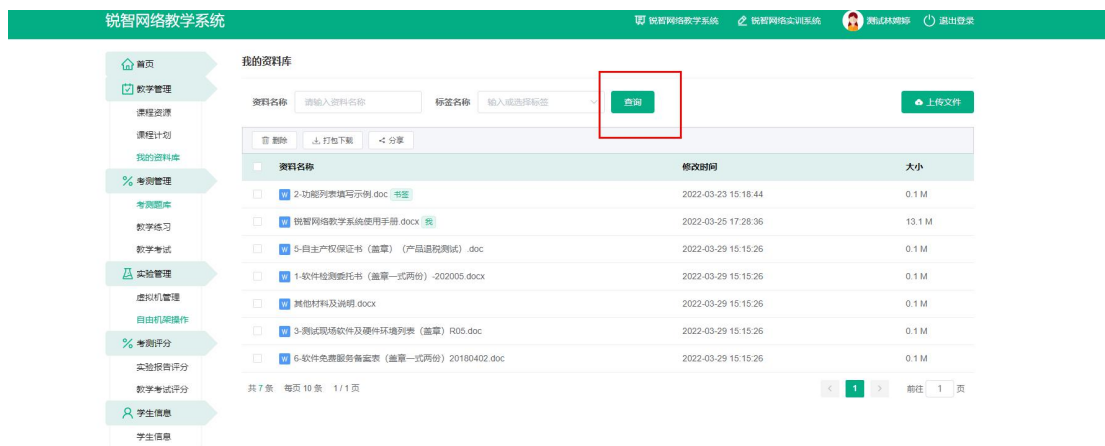 锐智网络教学系统 锐智网络教学系统 锐智网络实训系统 测试林婷婷 退出登录
首页
教学管理
课程资源
课程计划
我的资料库
考测管理
考测题库
教学练习
教学考试
实验管理
虚拟机管理
自由机架操作
考测评分
实验报告评分
教学考试评分
学生信息
学生信息
我的资料库
资料名称 请输入资料名称 标签名称 输入或选择标签 查询 上传文件
删除 打包下载 分享
资料名称 修改时间 大小
W 2-功能列表填写示例.doc 书签 2022-03-23 15:18:44 0.1 M
W 锐智网络教学系统使用手册.docx 我 2022-03-25 17:28:36 13.1 M
W 5-自主产权保证书（盖章）（产品退税测试）.doc 2022-03-29 15:15:26 0.1 M
W 1-软件检测委托书（盖章一式两份）-202005.docx 2022-03-29 15:15:26 0.1 M
W 其他材料及说明.docx 2022-03-29 15:15:26 0.1 M
W 3-测试现场软件及硬件环境列表（盖章）R05.doc 2022-03-29 15:15:26 0.1 M
W 6-软件免费服务备案表（盖章一式两份）20180402.doc 2022-03-29 15:15:26 0.1 M
共 7 条 每页 10 条 1 / 1 页 < 1 > 前往 1 页